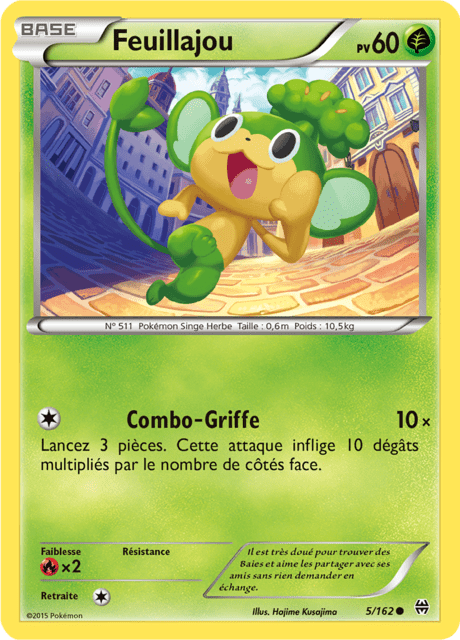 BASE
Feuillajou
PV60
N° 511 Pokémon Singe Herbe Taille : 0,6m Poids : 10,5kg
Combo-Griffe 10×
Lancez 3 pièces. Cette attaque inflige 10 dégâts
multipliés par le nombre de côtés face.
Faiblesse Résistance
×2
Retraite
Il est très doué pour trouver des
Baies et aime les partager avec ses
amis sans rien demander en
échange.
©2015 Pokémon
Illus. Hajime Kusajima 5/162